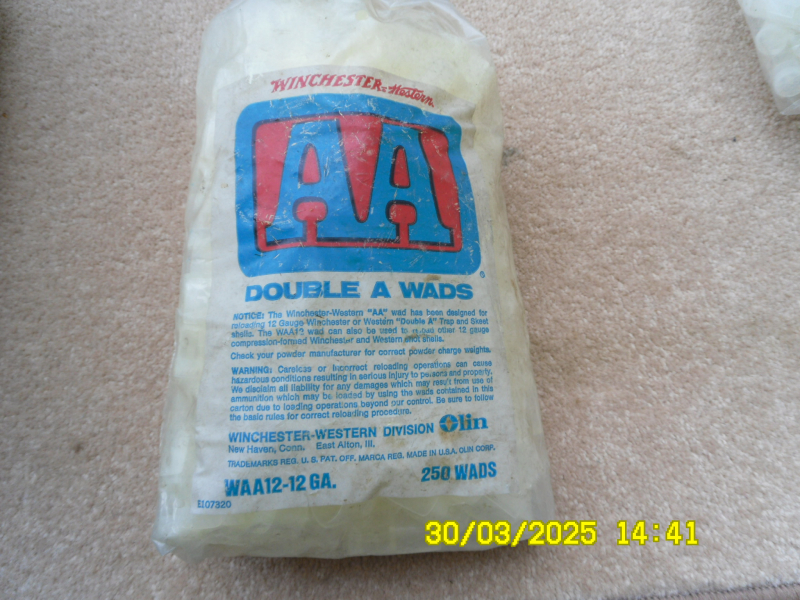 WINCHESTER-Western
AA
DOUBLE A WADS
NOTICE: The Winchester-Western "AA" wad has been designed for
reloading 12 Gauge Winchester or Western "Double A" Trap and Skeet
shells. The WAA12 wad can also be used to reload other 12 gauge
compression-formed Winchester and Western shot shells.
Check your powder manufacturer for correct powder charge weights.
WARNING: Careless or incorrect reloading operations can cause
hazardous conditions resulting in serious injury to persons and property.
We disclaim all liability for any damages which may result from use of
ammunition which may be loaded by using the wads contained in this
carton due to loading operations beyond our control. Be sure to follow
the basic rules for correct reloading procedure.
WINCHESTER-WESTERN DIVISION Olin
New Haven, Conn. East Alton, Ill.
TRADEMARKS REG. U. S. PAT. OFF. MARCA REG. MADE IN U.S.A. OLIN CORP.
WAA12-12 GA. 250 WADS
30/03/2025 14:41